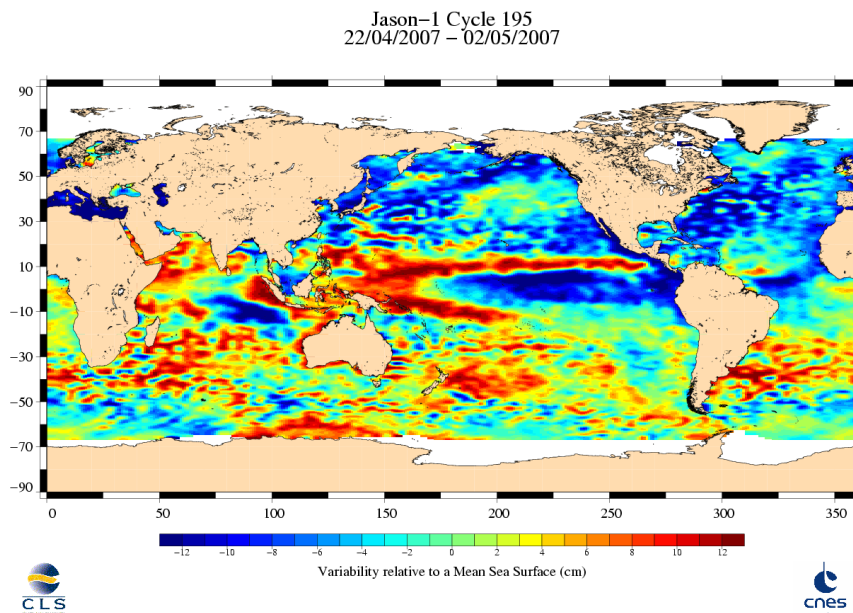 Jason−1 Cycle 195
22/04/2007 − 02/05/2007
90
70
50
30
10
−10
−30
−50
−70
−90
0 50 100 150 200 250 300 350
−12 −10 −8 −6 −4 −2 0 2 4 6 8 10 12
Variability relative to a Mean Sea Surface (cm)
CLS
cnes